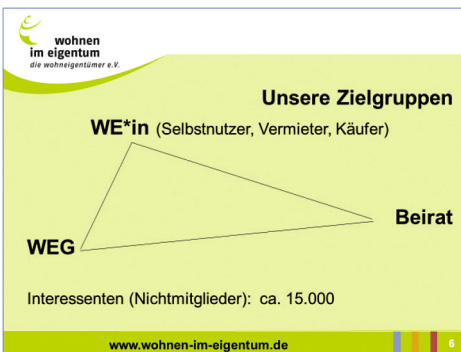 wohnen
im eigentum
die wohneigentümer e.V.
Unsere Zielgruppen
WE*in (Selbstnutzer, Vermieter, Käufer)
Beirat
WEG
Interessenten (Nichtmitglieder): ca. 15.000
www.wohnen-im-eigentum.de
6